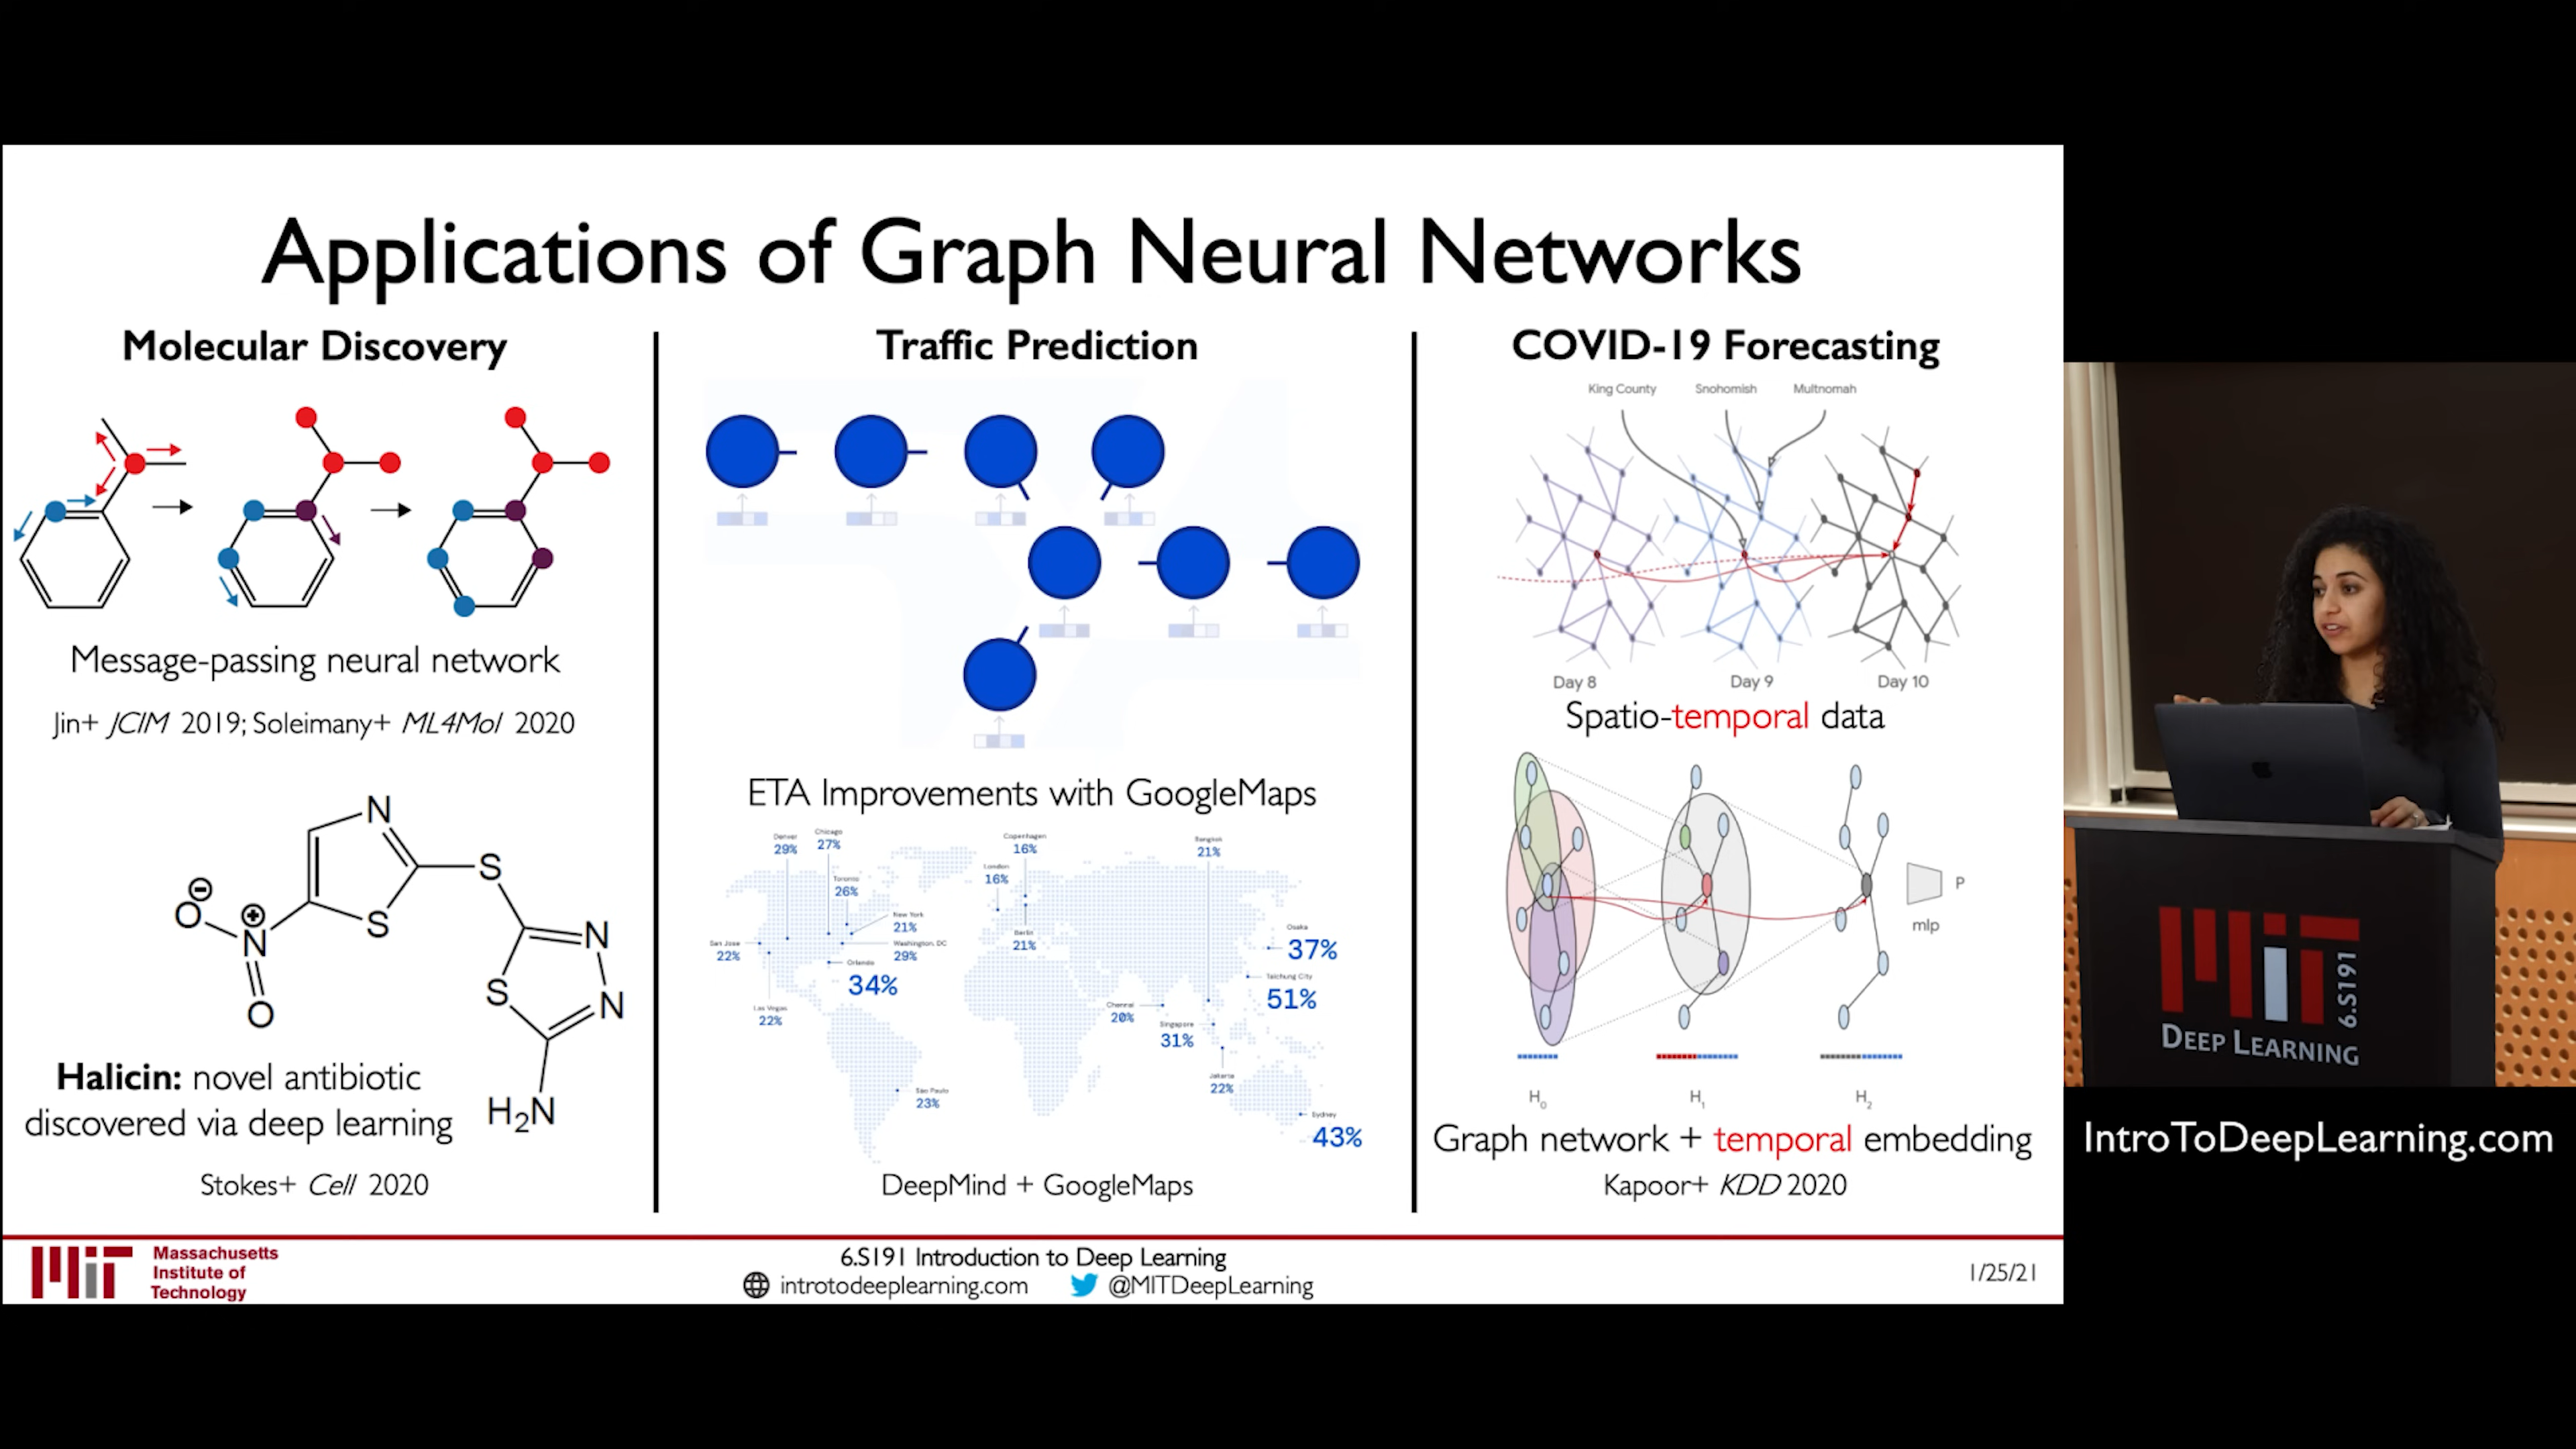 Applications of Graph Neural Networks
Molecular Discovery
Message-passing neural network
Jin+ JCIM 2019; Soleimany+ ML4Mol 2020
N
S
S
N
N
S
O
N
O
H2N
Halicin: novel antibiotic
discovered via deep learning
Stokes+ Cell 2020
Traffic Prediction
ETA Improvements with GoogleMaps
Denver
29%
Chicago
27%
Toronto
26%
New York
21%
Washington, DC
29%
San Jose
22%
Orlando
34%
Las Vegas
22%
São Paulo
23%
Copenhagen
16%
London
16%
Berlin
21%
Bangkok
21%
Osaka
37%
Taichung City
51%
Chennai
20%
Singapore
31%
Jakarta
22%
Sydney
43%
DeepMind + GoogleMaps
COVID-19 Forecasting
King County
Snohomish
Multnomah
Day 8
Day 9
Day 10
Spatio-temporal data
P
mlp
H0
H1
H2
Graph network + temporal embedding
Kapoor+ KDD 2020
MIT
Massachusetts
Institute of
Technology
6.S191 Introduction to Deep Learning
introtodeeplearning.com @MITDeepLearning
1/25/21
MIT
6.S191
DEEP LEARNING
IntroToDeepLearning.com